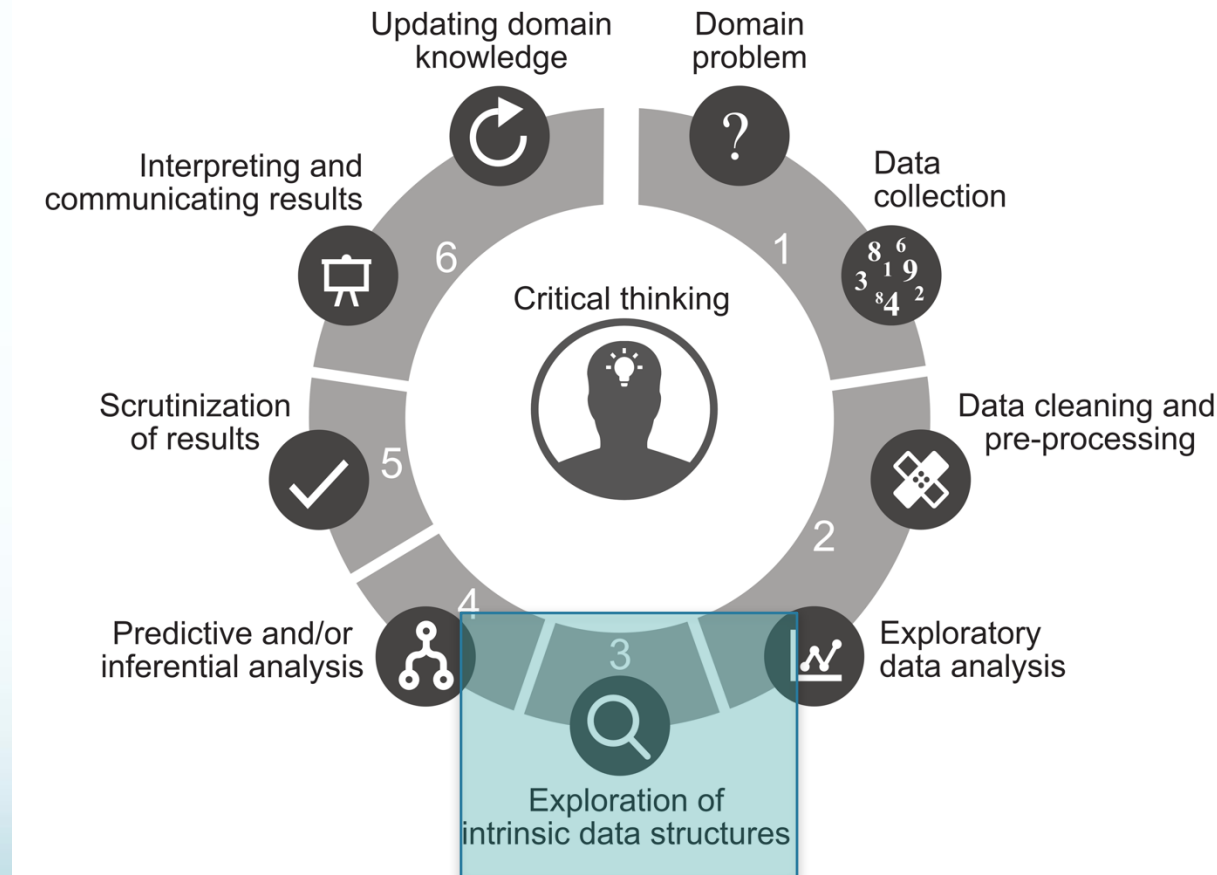 Updating domain
knowledge
Domain
problem
?
Data
collection
8 6
3 1 9
8 4 2
1
Data cleaning and
pre-processing
2
Exploratory
data analysis
3
Exploration of
intrinsic data structures
4
Predictive and/or
inferential analysis
5
Scrutinization
of results
6
Interpreting and
communicating results
Critical thinking